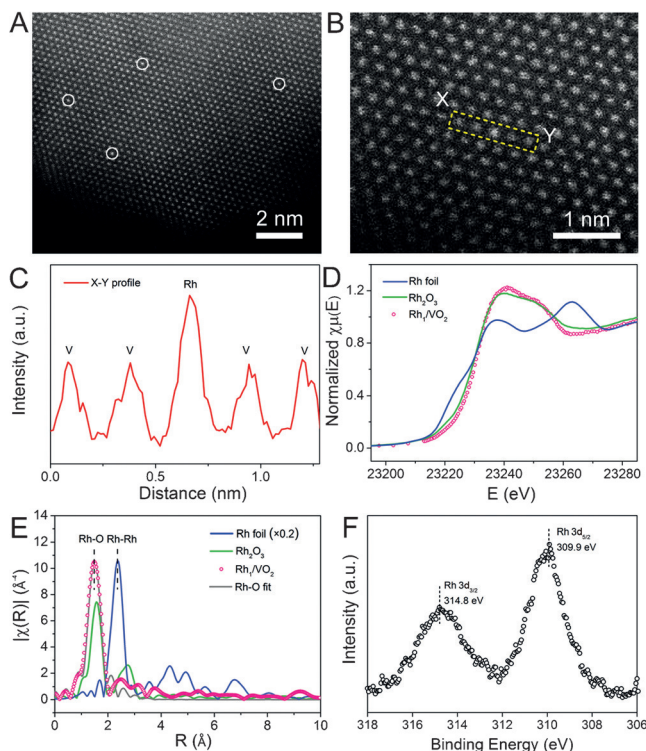 A
2 nm
B
X
Y
1 nm
C
X-Y profile
Rh
V
V
V
V
Intensity (a.u.)
0.0
0.5
1.0
Distance (nm)
D
Rh foil
Rh₂O₃
Rh₁/VO₂
Normalized χμ(E)
1.2
0.8
0.4
0.0
23200
23220
23240
23260
23280
E (eV)
E
14
12
10
8
6
4
2
0
Rh-O
Rh-Rh
Rh foil (×0.2)
Rh₂O₃
Rh₁/VO₂
Rh-O fit
|χ(R)| (Å⁻⁴)
0
2
4
6
8
10
R (Å)
F
Rh 3d₅/₂
309.9 eV
Rh 3d₃/₂
314.8 eV
Intensity (a.u.)
318
316
314
312
310
308
306
Binding Energy (eV)